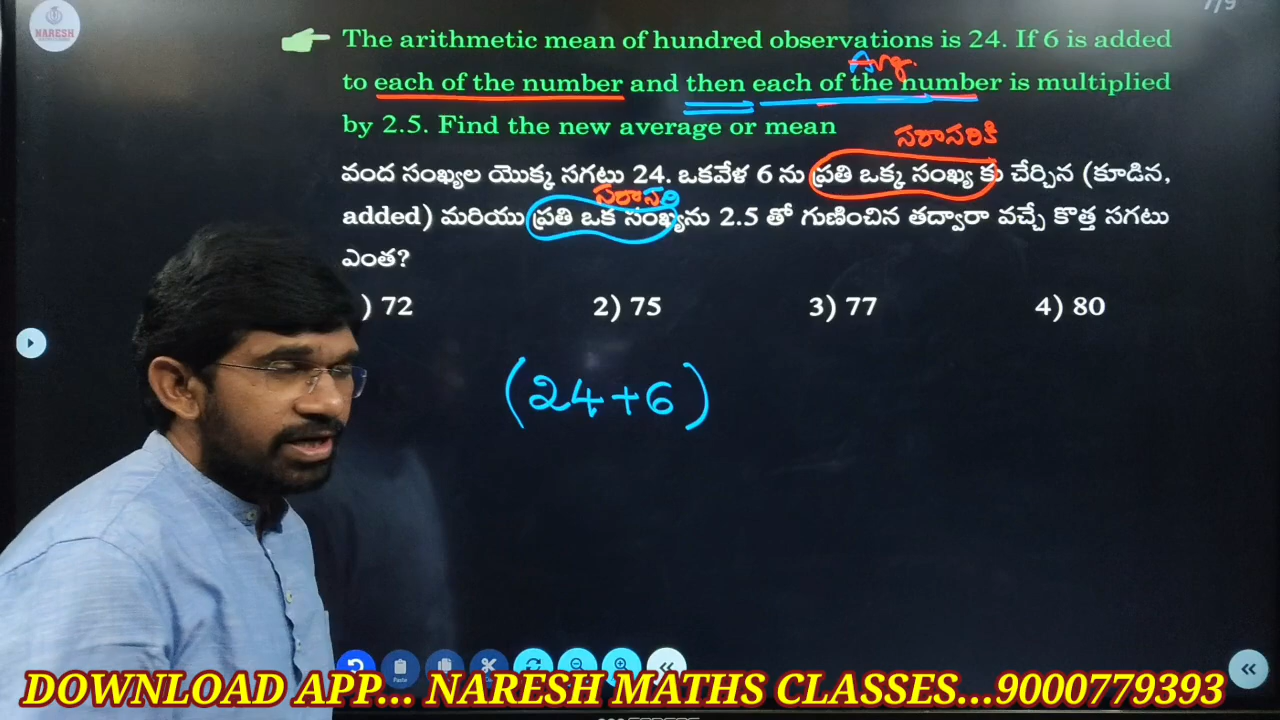 7/9
NARESH
The arithmetic mean of hundred observations is 24. If 6 is added
Avg.
to each of the number and then each of the number is multiplied
by 2.5. Find the new average or mean
సరాసరికి
వంద సంఖ్యల యొక్క సగటు 24. ఒకవేళ 6 ను ప్రతి ఒక్క సంఖ్య కు చేర్చిన (కూడిన,
సరాసరి
added) మరియు ప్రతి ఒక సంఖ్యను 2.5 తో గుణించిన తద్వారా వచ్చే కొత్త సగటు
ఎంత?
) 72 2) 75 3) 77 4) 80
(24+6)
DOWNLOAD APP... NARESH MATHS CLASSES...9000779393